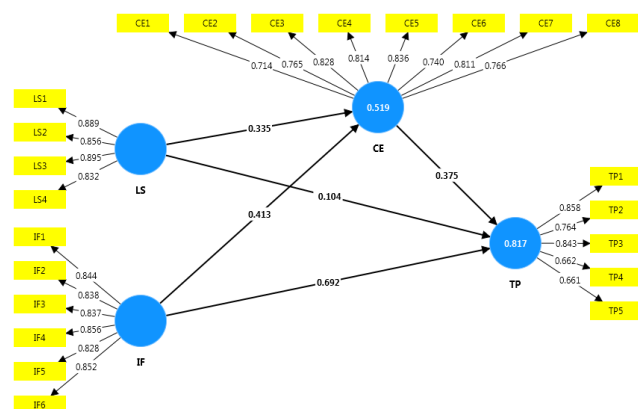 CE1 CE2 CE3 CE4 CE5 CE6 CE7 CE8
0.714 0.765 0.828 0.814 0.836 0.740 0.811 0.766
0.519
CE
LS1
LS2
LS3
LS4
0.889
0.856
0.895
0.832
LS
0.335
0.413
0.104
0.375
0.692
IF1
IF2
IF3
IF4
IF5
IF6
0.844
0.838
0.837
0.856
0.828
0.852
IF
0.817
TP
0.858
0.764
0.843
0.662
0.661
TP1
TP2
TP3
TP4
TP5